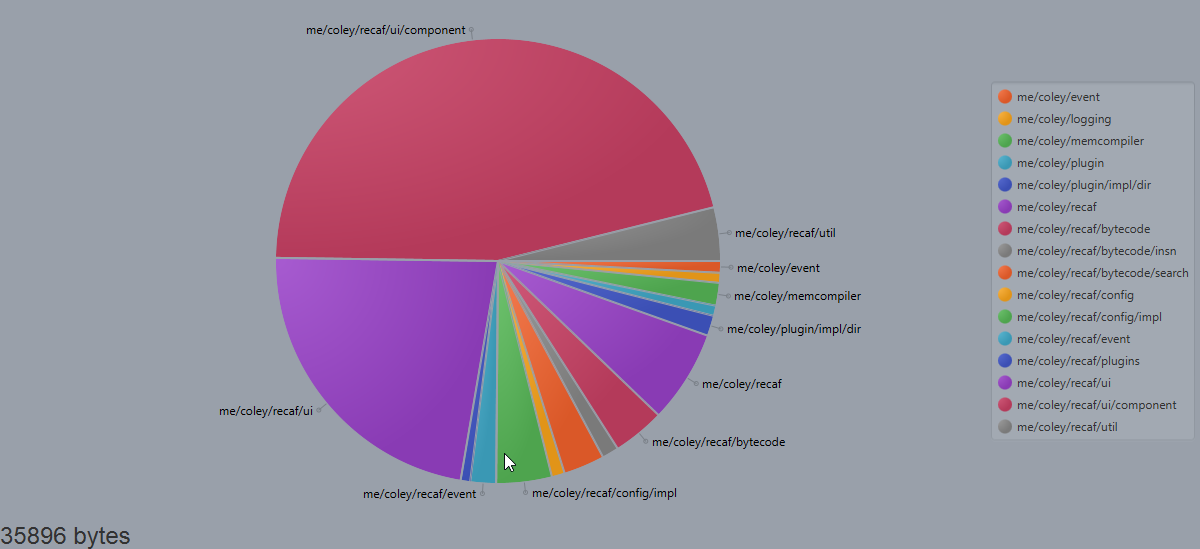 me/coley/recaf/ui/component
me/coley/recaf/util
me/coley/event
me/coley/memcompiler
me/coley/plugin/impl/dir
me/coley/recaf
me/coley/recaf/bytecode
me/coley/recaf/config/impl
me/coley/recaf/event
me/coley/recaf/ui
me/coley/event
me/coley/logging
me/coley/memcompiler
me/coley/plugin
me/coley/plugin/impl/dir
me/coley/recaf
me/coley/recaf/bytecode
me/coley/recaf/bytecode/insn
me/coley/recaf/bytecode/search
me/coley/recaf/config
me/coley/recaf/config/impl
me/coley/recaf/event
me/coley/recaf/plugins
me/coley/recaf/ui
me/coley/recaf/ui/component
me/coley/recaf/util
35896 bytes